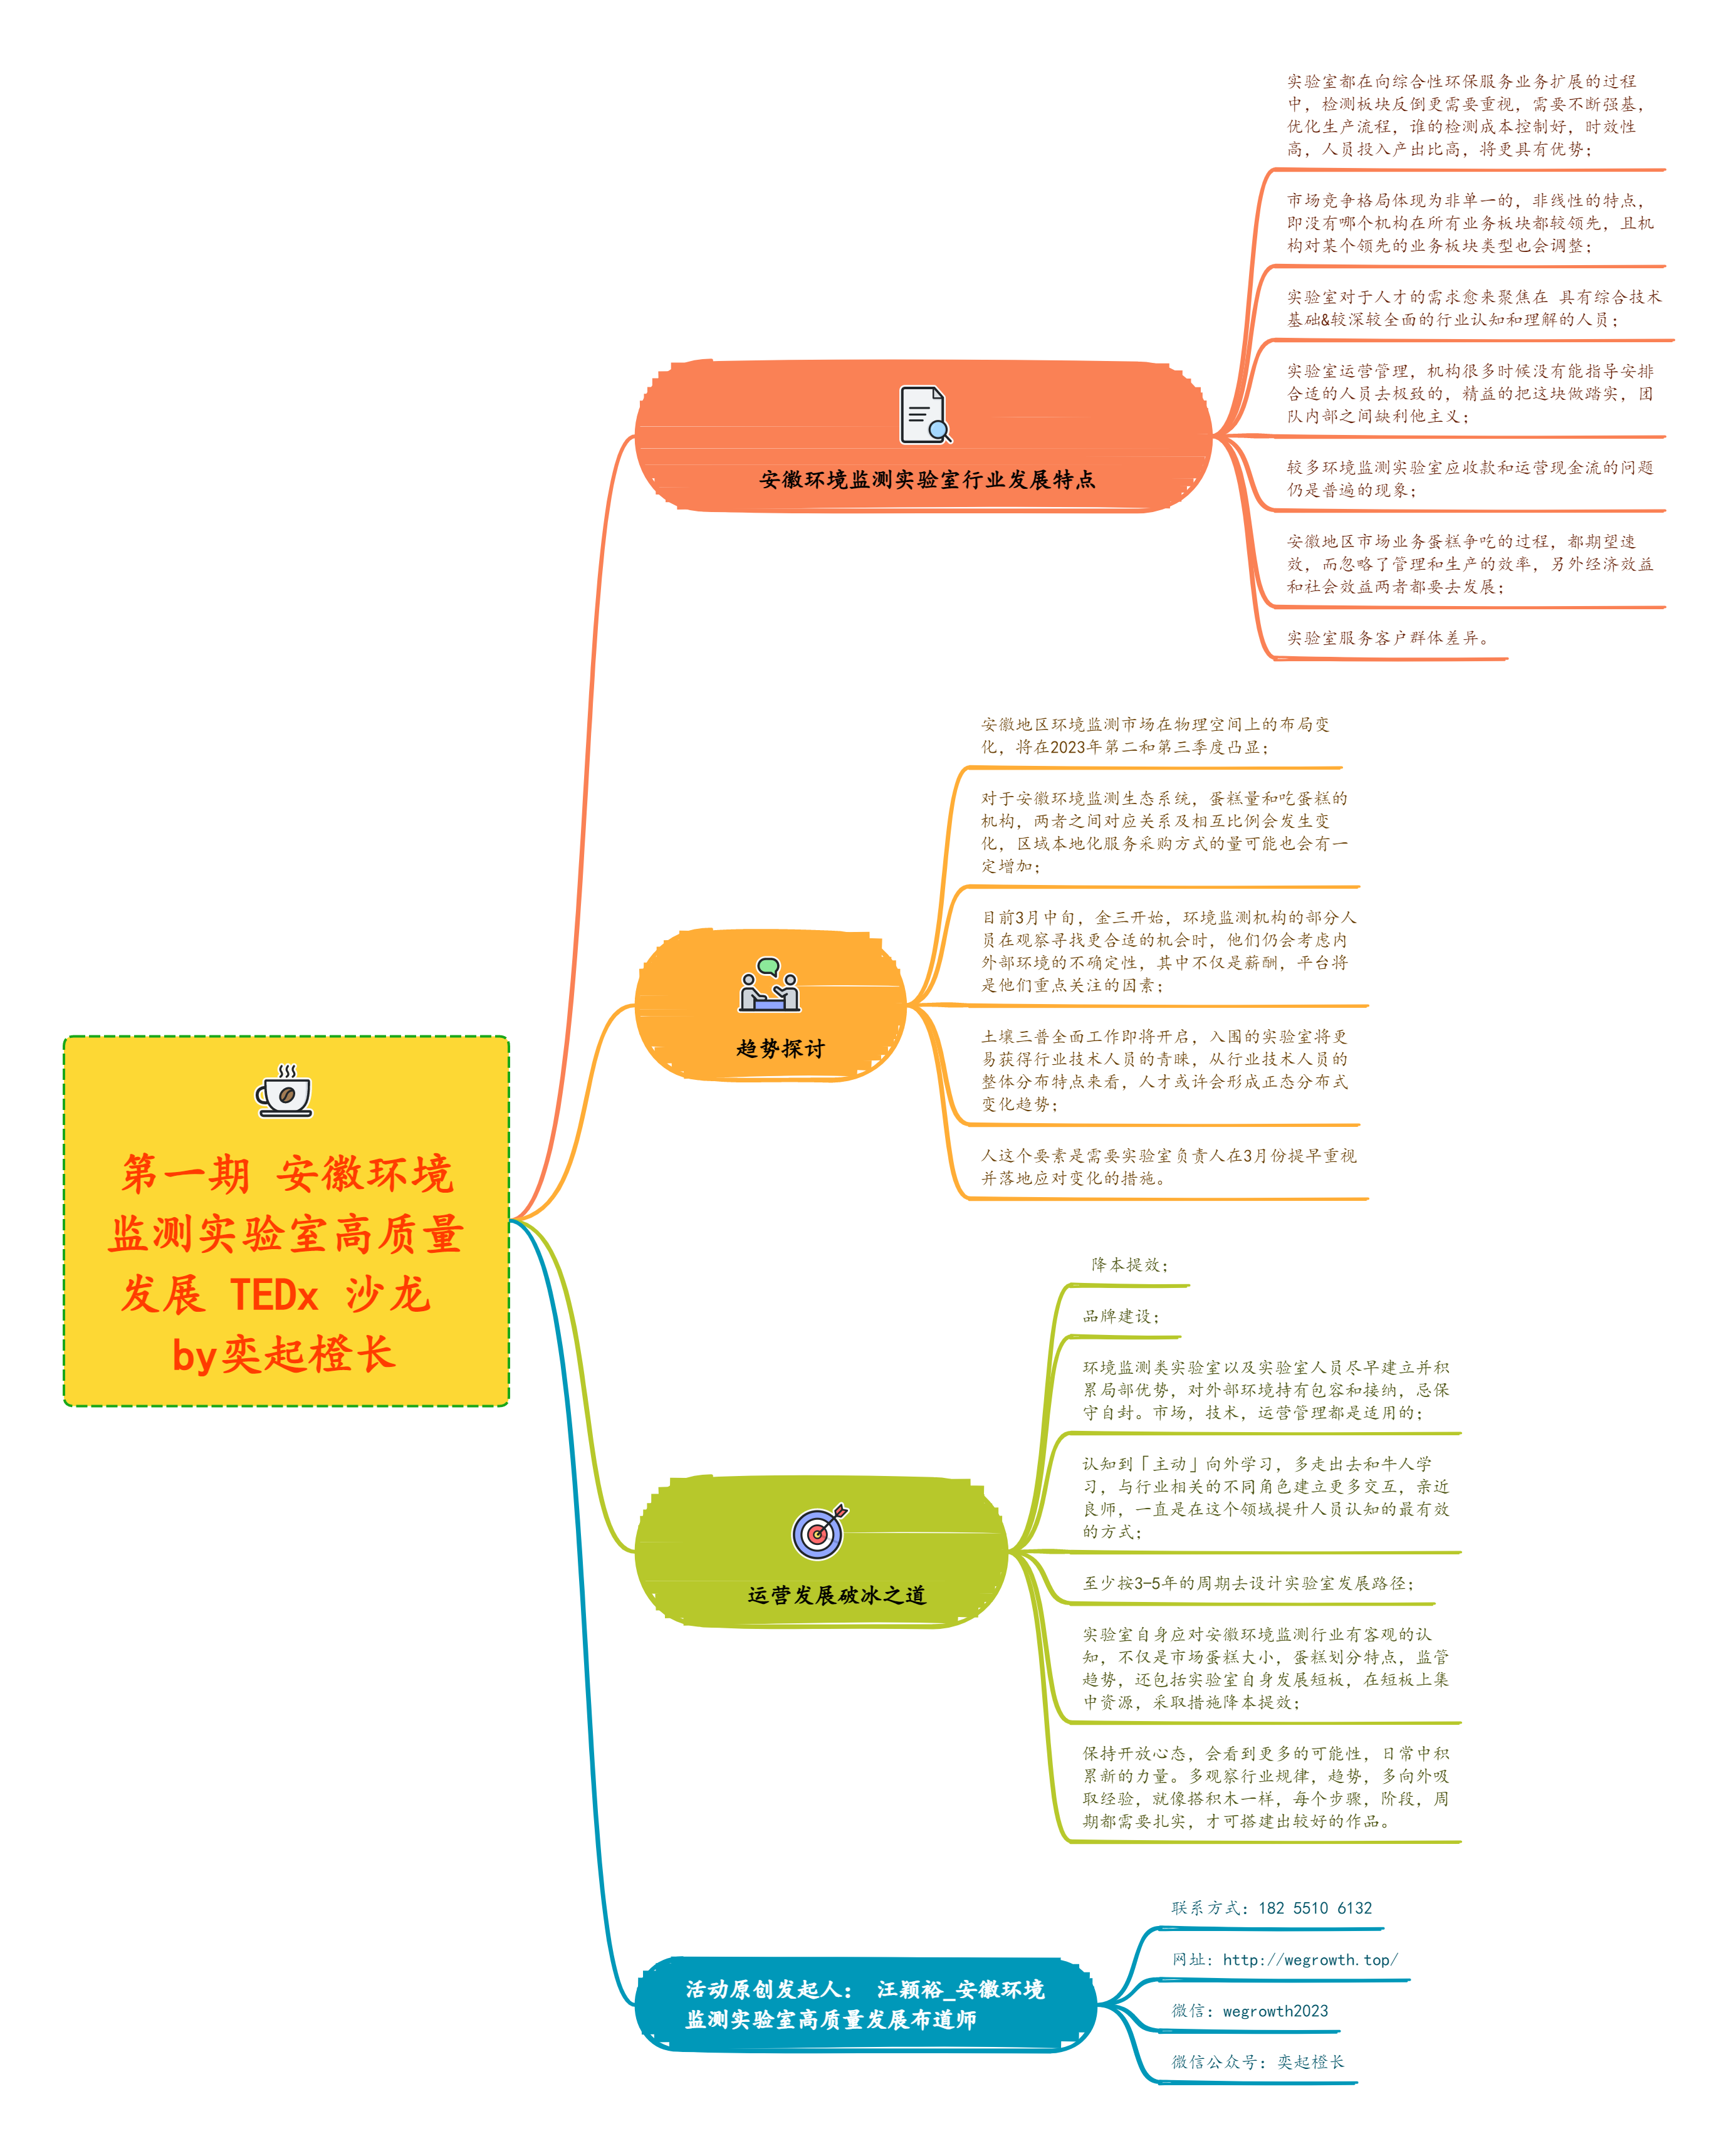 第一期 安徽环境
监测实验室高质量
发展 TEDx 沙龙
by奕起橙长
安徽环境监测实验室行业发展特点
实验室都在向综合性环保服务业务扩展的过程
中，检测板块反倒更需要重视，需要不断强基，
优化生产流程，谁的检测成本控制好，时效性
高，人员投入产出比高，将更具有优势；
市场竞争格局体现为非单一的，非线性的特点，
即没有哪个机构在所有业务板块都较领先，且机
构对某个领先的业务板块类型也会调整；
实验室对于人才的需求愈来聚焦在 具有综合技术
基础&较深较全面的行业认知和理解的人员；
实验室运营管理，机构很多时候没有能指导安排
合适的人员去极致的，精益的把这块做踏实，团
队内部之间缺利他主义；
较多环境监测实验室应收款和运营现金流的问题
仍是普遍的现象；
安徽地区市场业务蛋糕争吃的过程，都期望速
效，而忽略了管理和生产的效率，另外经济效益
和社会效益两者都要去发展；
实验室服务客户群体差异。
趋势探讨
安徽地区环境监测市场在物理空间上的布局变
化，将在2023年第二和第三季度凸显；
对于安徽环境监测生态系统，蛋糕量和吃蛋糕的
机构，两者之间对应关系及相互比例会发生变
化，区域本地化服务采购方式的量可能也会有一
定增加；
目前3月中旬，金三开始，环境监测机构的部分人
员在观察寻找更合适的机会时，他们仍会考虑内
外部环境的不确定性，其中不仅是薪酬，平台将
是他们重点关注的因素；
土壤三普全面工作即将开启，入围的实验室将更
易获得行业技术人员的青睐，从行业技术人员的
整体分布特点来看，人才或许会形成正态分布式
变化趋势；
人这个要素是需要实验室负责人在3月份提早重视
并落地应对变化的措施。
运营发展破冰之道
降本提效；
品牌建设；
环境监测类实验室以及实验室人员尽早建立并积
累局部优势，对外部环境持有包容和接纳，忌保
守自封。市场，技术，运营管理都是适用的；
认知到「主动」向外学习，多走出去和牛人学
习，与行业相关的不同角色建立更多交互，亲近
良师，一直是在这个领域提升人员认知的最有效
的方式；
至少按3-5年的周期去设计实验室发展路径；
实验室自身应对安徽环境监测行业有客观的认
知，不仅是市场蛋糕大小，蛋糕划分特点，监管
趋势，还包括实验室自身发展短板，在短板上集
中资源，采取措施降本提效；
保持开放心态，会看到更多的可能性，日常中积
累新的力量。多观察行业规律，趋势，多向外吸
取经验，就像搭积木一样，每个步骤，阶段，周
期都需要扎实，才可搭建出较好的作品。
活动原创发起人： 汪颖裕_安徽环境
监测实验室高质量发展布道师
联系方式：182 5510 6132
网址：http://wegrowth.top/
微信：wegrowth2023
微信公众号：奕起橙长